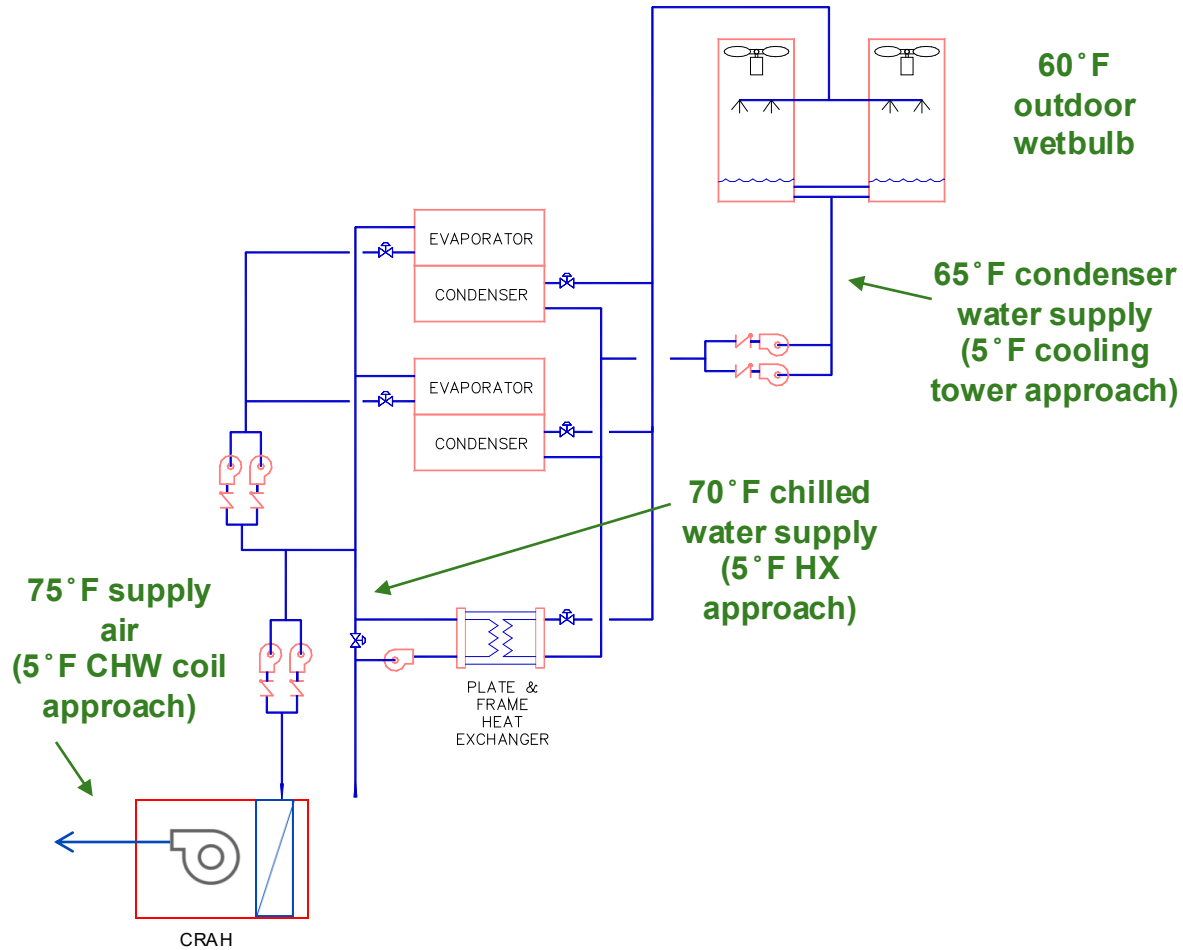 60°F
outdoor
wetbulb
EVAPORATOR
CONDENSER
65°F condenser
water supply
(5°F cooling
tower approach)
EVAPORATOR
CONDENSER
70°F chilled
water supply
(5°F HX
approach)
75°F supply
air
(5°F CHW coil
approach)
PLATE &
FRAME
HEAT
EXCHANGER
CRAH